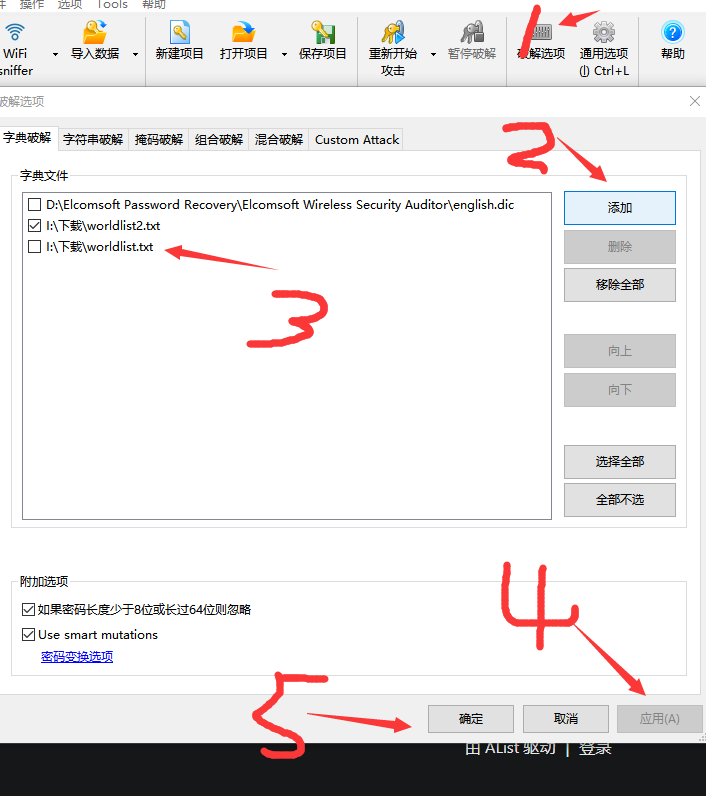 操作 选项 Tools 帮助
WiFi sniffer 导入数据 新建项目 打开项目 保存项目 重新开始攻击 暂停破解 破解选项 通用选项 (I) Ctrl+L 帮助
1
破解选项
字典破解 字符串破解 掩码破解 组合破解 混合破解 Custom Attack
2
字典文件
D:\Elcomsoft Password Recovery\Elcomsoft Wireless Security Auditor\english.dic
添加
I:\下载\worldlist2.txt
I:\下载\worldlist.txt
删除
移除全部
3
向上
向下
选择全部
全部不选
附加选项
4
如果密码长度少于8位或长过64位则忽略
Use smart mutations
密码变换选项
5
确定 取消 应用(A)
由 AList 驱动 | 登录